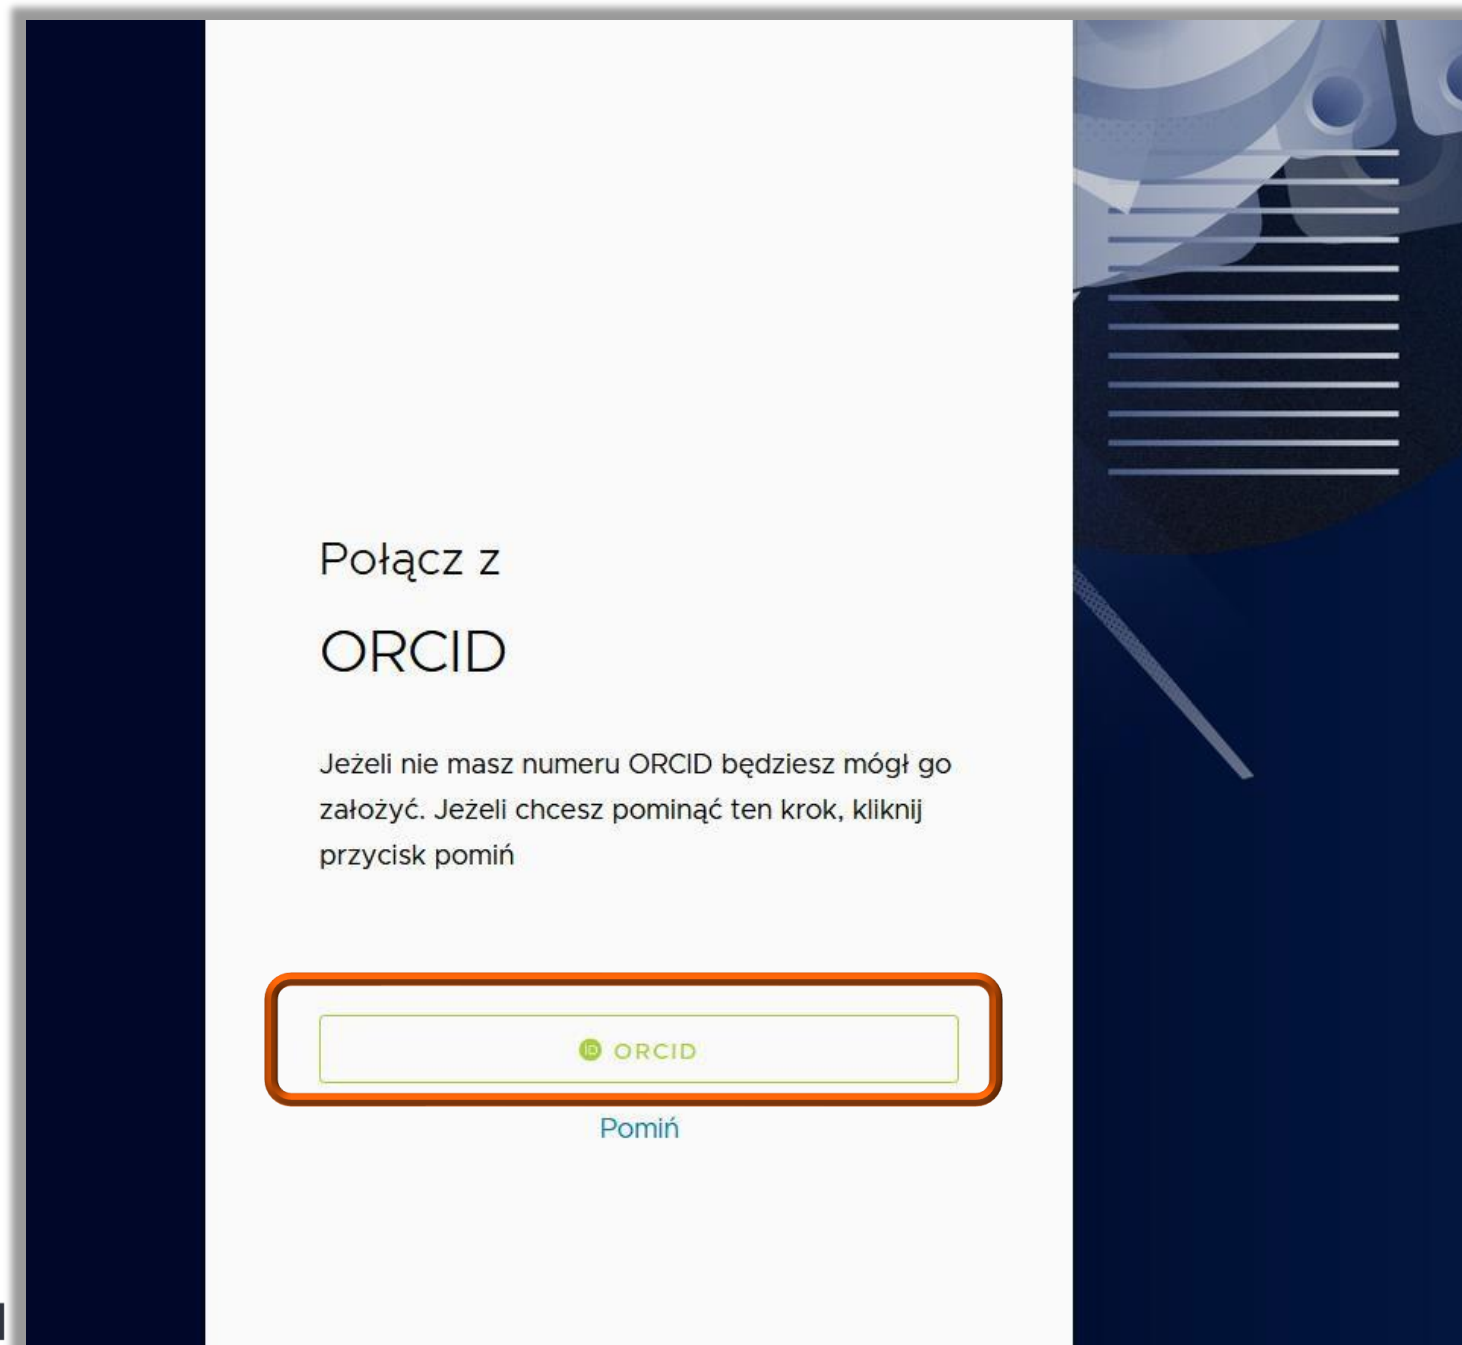 Połącz z
ORCID
Jeżeli nie masz numeru ORCID będziesz mógł go
założyć. Jeżeli chcesz pominąć ten krok, kliknij
przycisk pomiń
iD ORCID
Pomiń